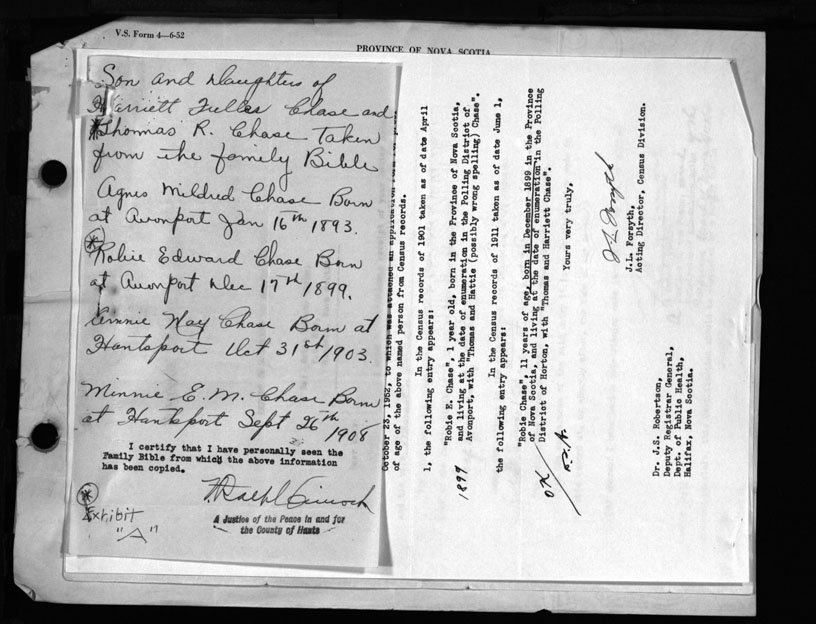 V.S. Form 4—6-52
PROVINCE OF NOVA SCOTIA
Son and Daughters of
Harriett Fuller Chase and
Thomas R. Chase Taken
from the family Bible
Agnes Mildred Chase Born
at Avonport Jan 16th 1893.
Robie Edward Chase Born
at Avonport Dec 17th 1899.
Annie May Chase Born at
Hantsport Oct 31st/1903.
Minnie E. M. Chase Born
at Hantsport Sept 26th 1908
I certify that I have personally seen the
Family Bible from which the above information
has been copied.
A Justice of the Peace in and for
the County of Hants
Exhibit
"A"
October 23, 1952, to which was attached an application
of age of the above named person from Census records.
In the Census records of 1901 taken as of date April
1, the following entry appears:
"Robie E. Chase", 1 year old, born in the Province of Nova Scotia,
and living at the date of enumeration in the Polling District of
Avonport, with "Thomas and Hattie (possibly wrong spelling) Chase".
1899
In the Census records of 1911 taken as of date June 1,
the following entry appears:
"Robie Chase", 11 years of age, born in December 1899 in the Province
of Nova Scotia, and living at the date of enumeration in the Polling
District of Horton, with "Thomas and Harriett Chase".
OK
Yours very truly,
J. L. Forsyth
J.L. Forsyth,
Acting Director, Census Division.
Dr. J.S. Robertson,
Deputy Registrar General,
Dept. of Public Health,
Halifax, Nova Scotia.